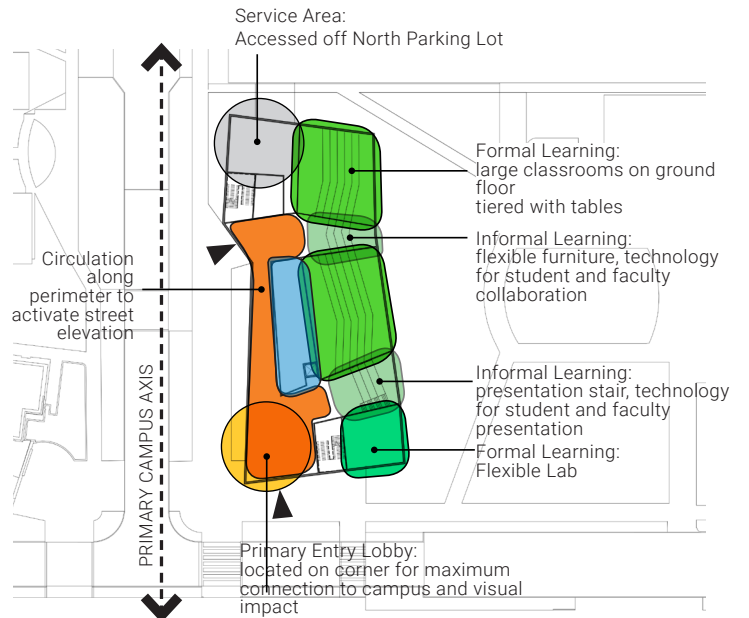 Service Area:
Accessed off North Parking Lot
Formal Learning:
large classrooms on ground
floor
tiered with tables
Informal Learning:
flexible furniture, technology
for student and faculty
collaboration
Circulation
along
perimeter to
activate street
elevation
PRIMARY CAMPUS AXIS
Informal Learning:
presentation stair, technology
for student and faculty
presentation
Formal Learning:
Flexible Lab
Primary Entry Lobby:
located on corner for maximum
connection to campus and visual
impact